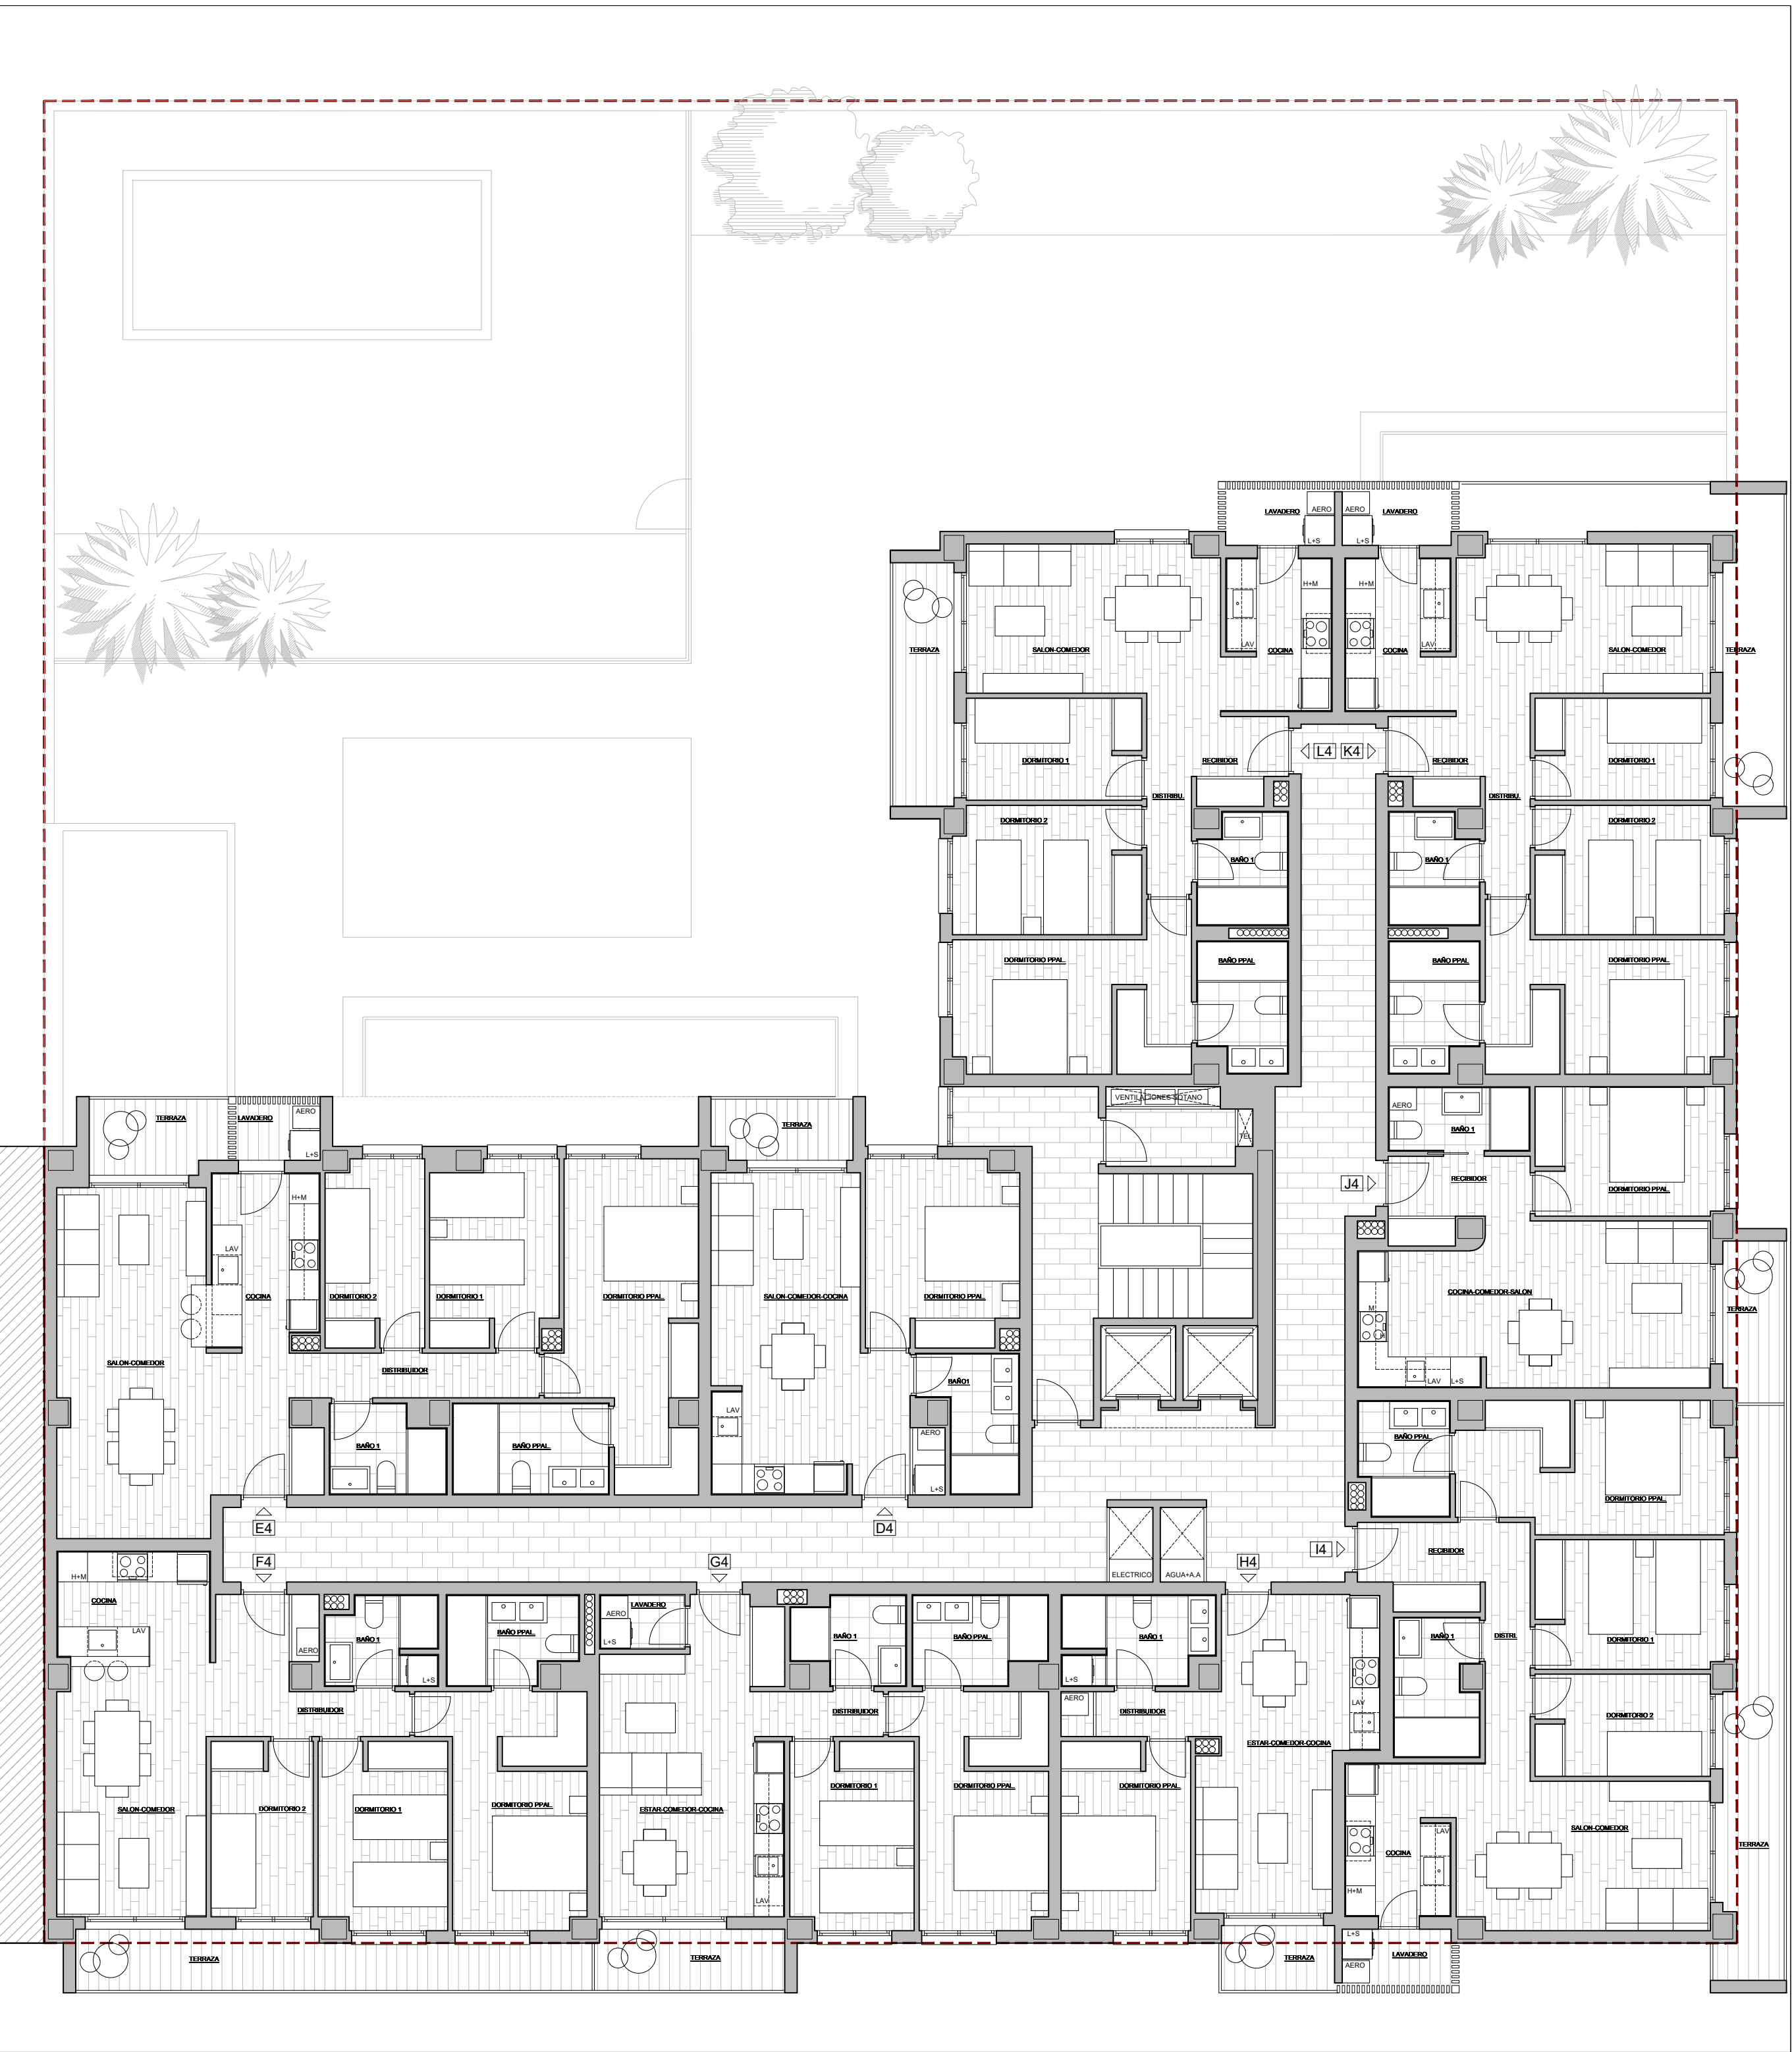 AERO
AERO
LAVADERO
LAVADERO
L+S
L+S
H+M
H+M
LAV
LAV
TERRAZA
SALON-COMEDOR
COCINA
COCINA
SALON-COMEDOR
TERRAZA
L4
K4
DORMITORIO 1
RECIBIDOR
RECIBIDOR
DORMITORIO 1
DISTRIBU.
DISTRIBU.
DORMITORIO 2
DORMITORIO 2
BAÑO 1
BAÑO 1
DORMITORIO PPAL.
BAÑO PPAL.
BAÑO PPAL.
DORMITORIO PPAL.
VENTILACIONES SOTANO
TEL
AERO
BAÑO 1
J4
RECIBIDOR
DORMITORIO PPAL.
TERRAZA
LAVADERO
AERO
L+S
TERRAZA
H+M
LAV
COCINA
DORMITORIO 2
DORMITORIO 1
DORMITORIO PPAL.
SALON-COMEDOR-COCINA
DORMITORIO PPAL.
COCINA-COMEDOR-SALON
TERRAZA
M
LAV
L+S
SALON-COMEDOR
DISTRIBUIDOR
BAÑO1
LAV
AERO
L+S
BAÑO 1
BAÑO PPAL.
BAÑO PPAL.
DORMITORIO PPAL.
E4
D4
F4
G4
H4
I4
ELECTRICO
AGUA+A.A
RECIBIDOR
H+M
COCINA
LAV
AERO
BAÑO 1
L+S
BAÑO PPAL.
LAVADERO
AERO
L+S
BAÑO 1
BAÑO PPAL.
BAÑO 1
L+S
AERO
BAÑO 1
DISTRI.
DORMITORIO 1
DISTRIBUIDOR
DISTRIBUIDOR
DISTRIBUIDOR
LAV
ESTAR-COMEDOR-COCINA
DORMITORIO 2
SALON-COMEDOR
DORMITORIO 2
DORMITORIO 1
DORMITORIO PPAL.
ESTAR-COMEDOR-COCINA
DORMITORIO 1
DORMITORIO PPAL.
DORMITORIO PPAL.
LAV
LAV
COCINA
H+M
SALON-COMEDOR
TERRAZA
TERRAZA
TERRAZA
TERRAZA
L+S
AERO
LAVADERO